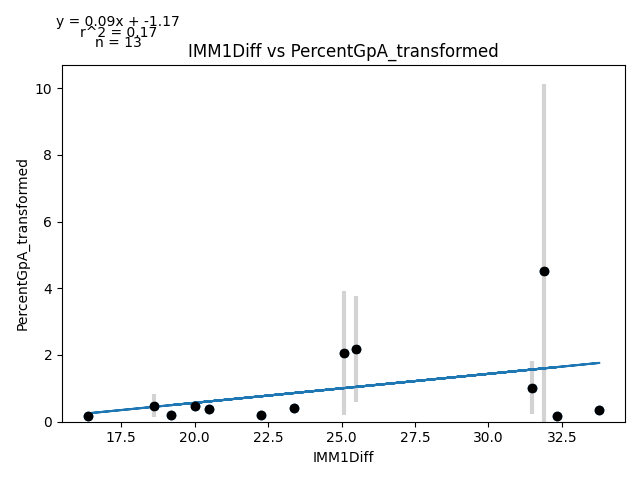 y = 0.09x + -1.17
r^2 = 0.17
n = 13
IMM1Diff vs PercentGpA_transformed
PercentGpA_transformed
10
8
6
4
2
0
17.5 20.0 22.5 25.0 27.5 30.0 32.5
IMM1Diff